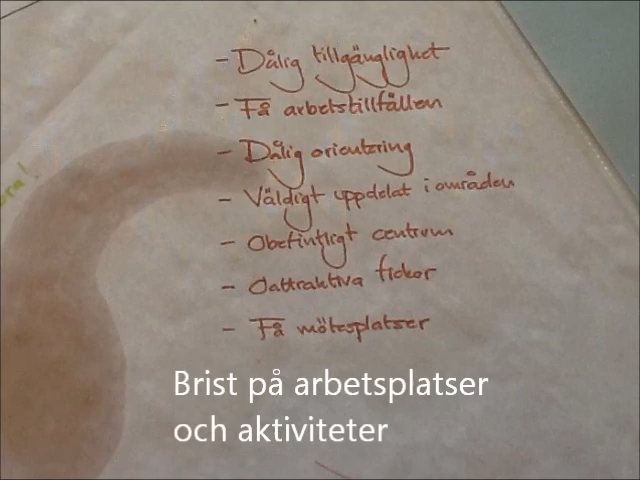 - Dålig tillgänglighet
- Få arbetstillfällen
- Dålig orientering
- Väldigt uppdelat i områden
- Obefintligt centrum
- Oattraktiva fickor
- Få mötesplatser
Brist på arbetsplatser
och aktiviteter